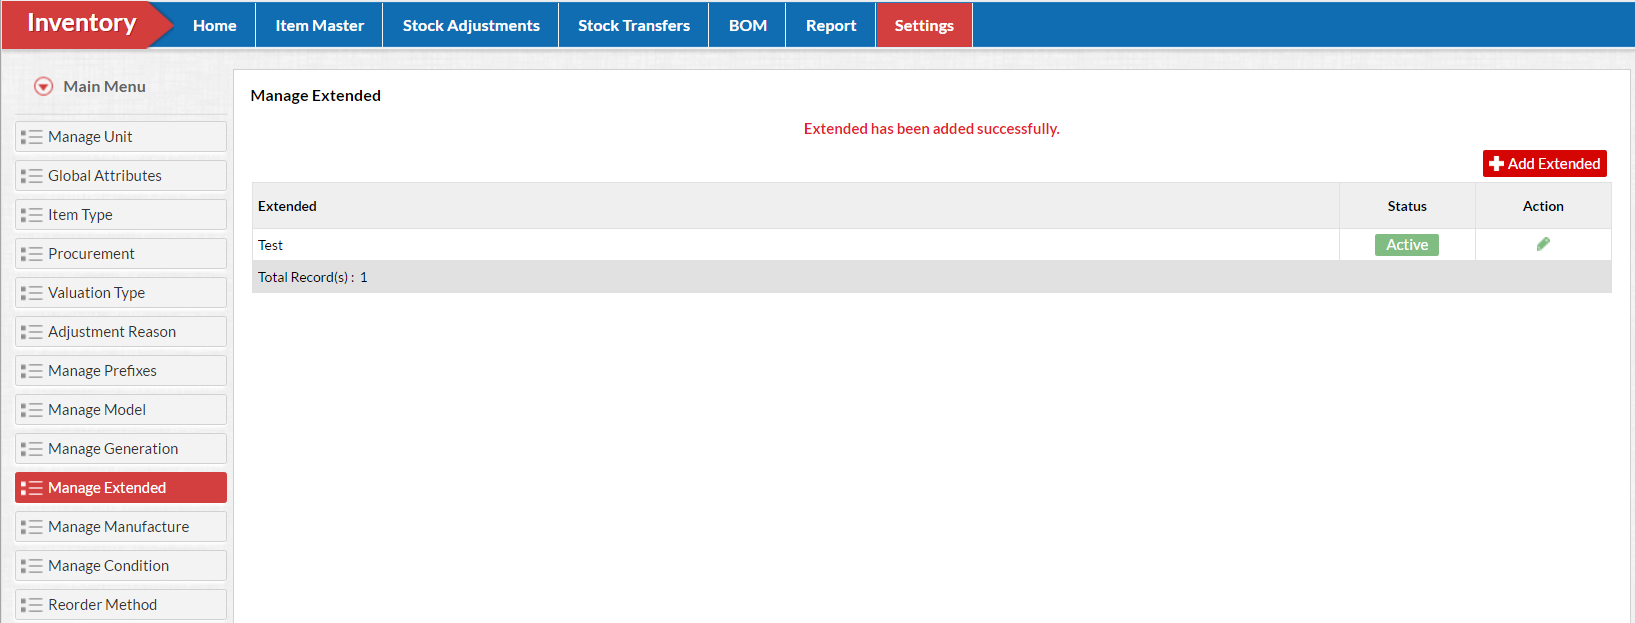 Inventory
Home
Item Master
Stock Adjustments
Stock Transfers
BOM
Report
Settings
Main Menu
Manage Unit
Global Attributes
Item Type
Procurement
Valuation Type
Adjustment Reason
Manage Prefixes
Manage Model
Manage Generation
Manage Extended
Manage Manufacture
Manage Condition
Reorder Method
Manage Extended
Extended has been added successfully.
Add Extended
Extended Status Action
Test Active
Total Record(s) : 1